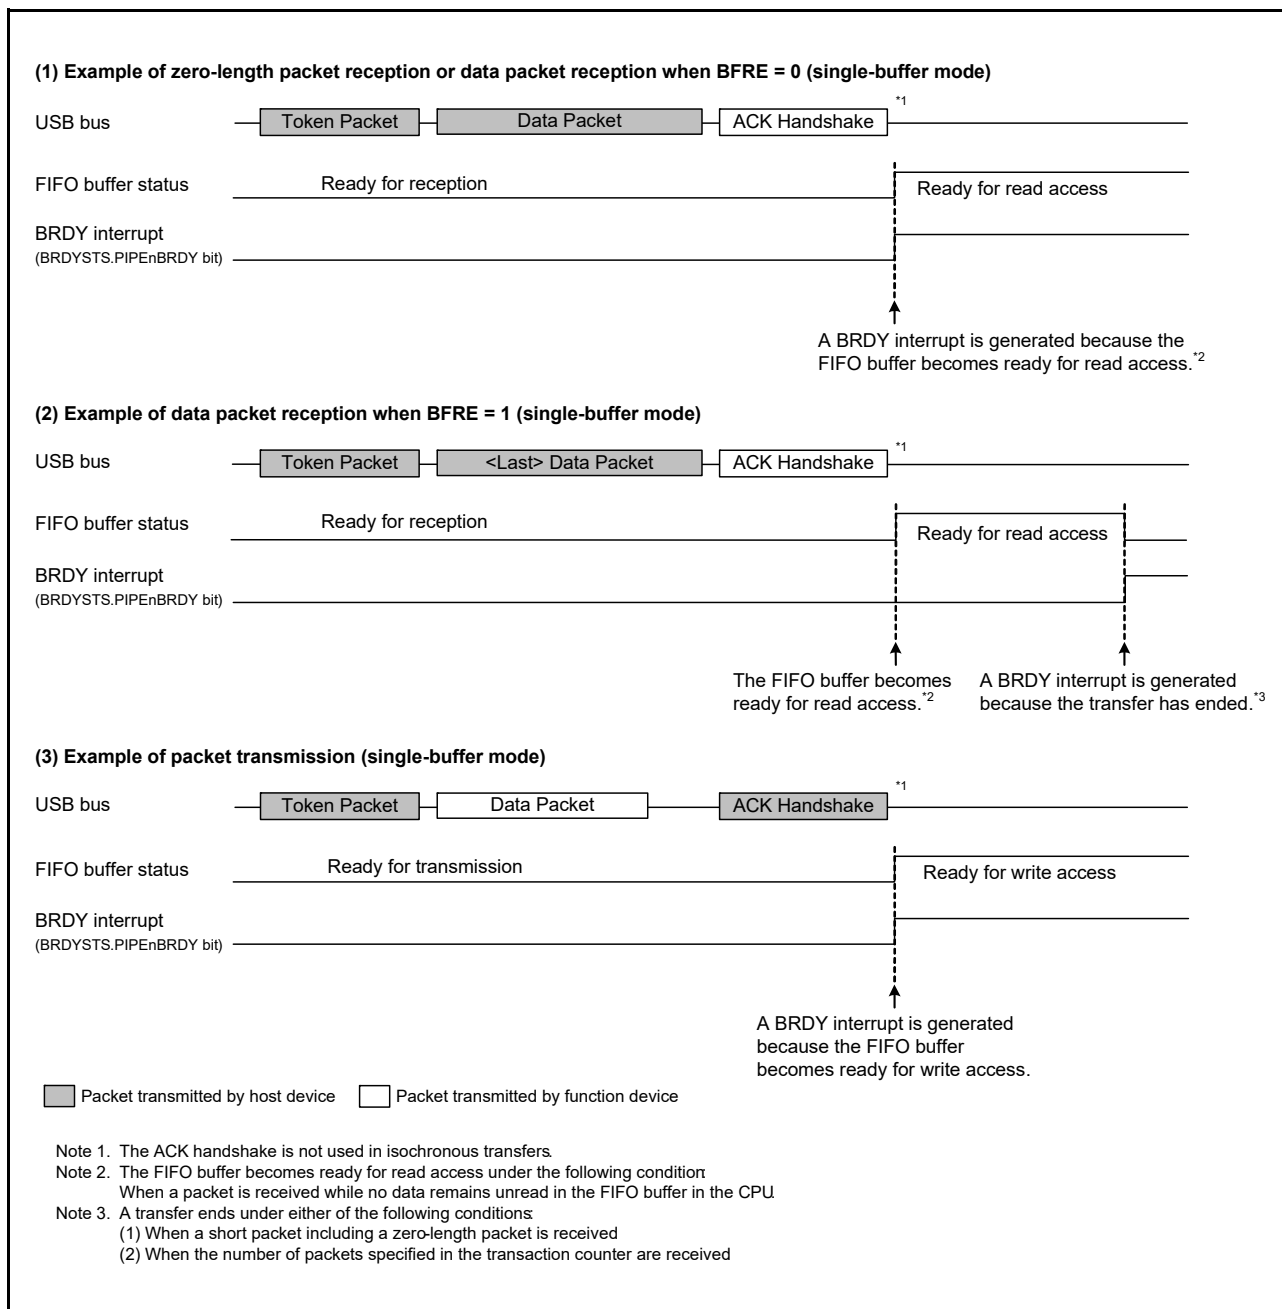 (1) Example of zero-length packet reception or data packet reception when BFRE = 0 (single-buffer mode)
USB bus
Token Packet
Data Packet
ACK Handshake
*1
FIFO buffer status
Ready for reception
Ready for read access
BRDY interrupt
(BRDYSTS.PIPEnBRDY bit)
A BRDY interrupt is generated because the
FIFO buffer becomes ready for read access.*2
(2) Example of data packet reception when BFRE = 1 (single-buffer mode)
USB bus
Token Packet
<Last> Data Packet
ACK Handshake
*1
FIFO buffer status
Ready for reception
Ready for read access
BRDY interrupt
(BRDYSTS.PIPEnBRDY bit)
The FIFO buffer becomes
ready for read access.*2
A BRDY interrupt is generated
because the transfer has ended.*3
(3) Example of packet transmission (single-buffer mode)
USB bus
Token Packet
Data Packet
ACK Handshake
*1
FIFO buffer status
Ready for transmission
Ready for write access
BRDY interrupt
(BRDYSTS.PIPEnBRDY bit)
A BRDY interrupt is generated
because the FIFO buffer
becomes ready for write access.
Packet transmitted by host device
Packet transmitted by function device
Note 1. The ACK handshake is not used in isochronous transfers.
Note 2. The FIFO buffer becomes ready for read access under the following condition:
When a packet is received while no data remains unread in the FIFO buffer in the CPU.
Note 3. A transfer ends under either of the following conditions:
(1) When a short packet including a zero-length packet is received
(2) When the number of packets specified in the transaction counter are received